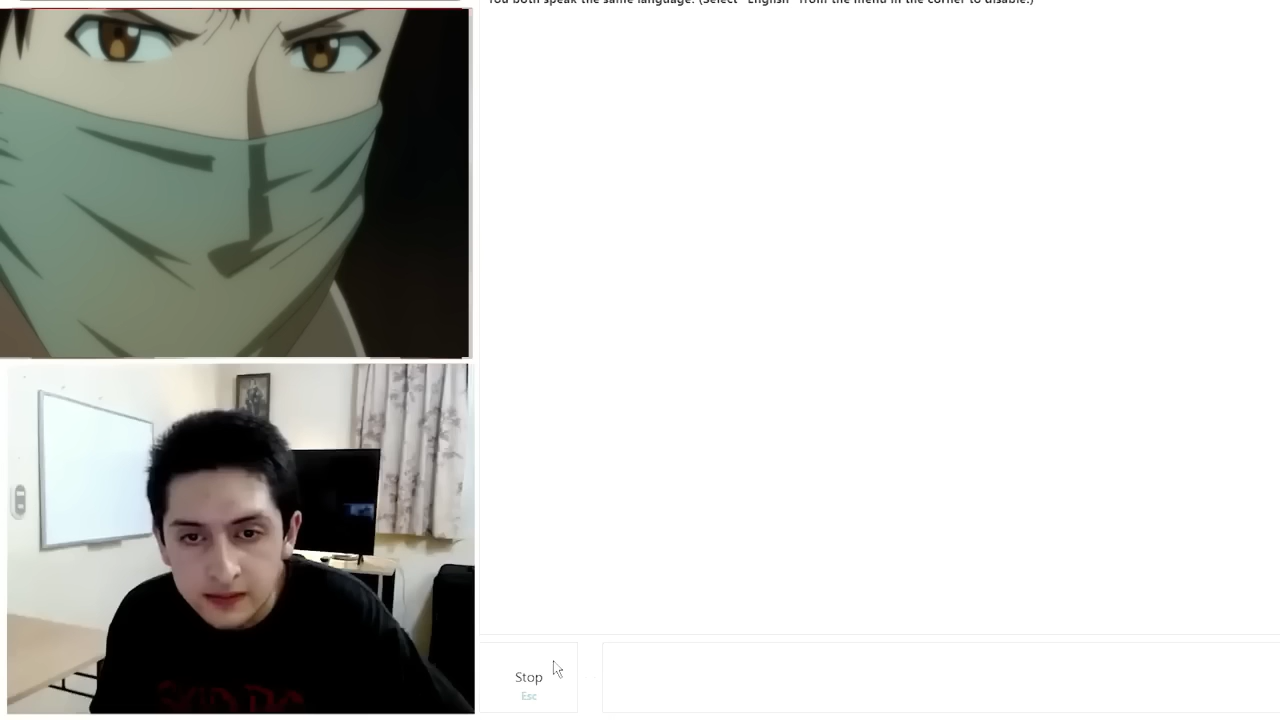 You both speak the same language. (Select "English" from the menu in the corner to disable.)
Stop
Esc